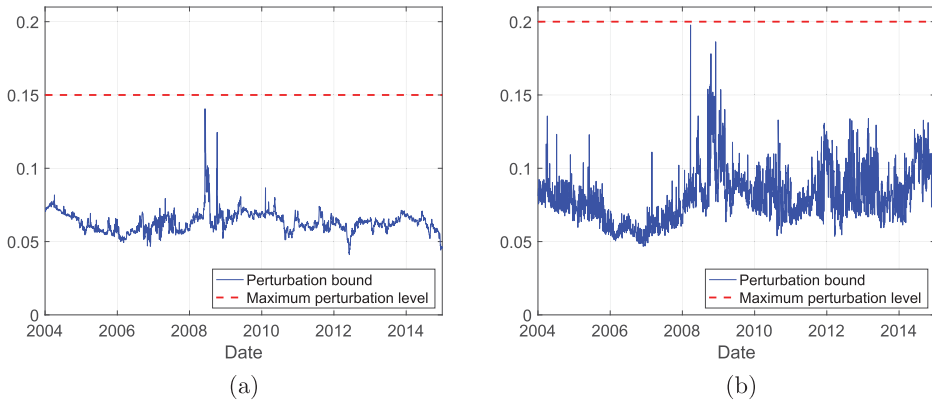 0.2
0.15
0.1
0.05
0
Perturbation bound
Maximum perturbation level
2004 2006 2008 2010 2012 2014
Date
(a)
0.2
0.15
0.1
0.05
0
Perturbation bound
Maximum perturbation level
2004 2006 2008 2010 2012 2014
Date
(b)